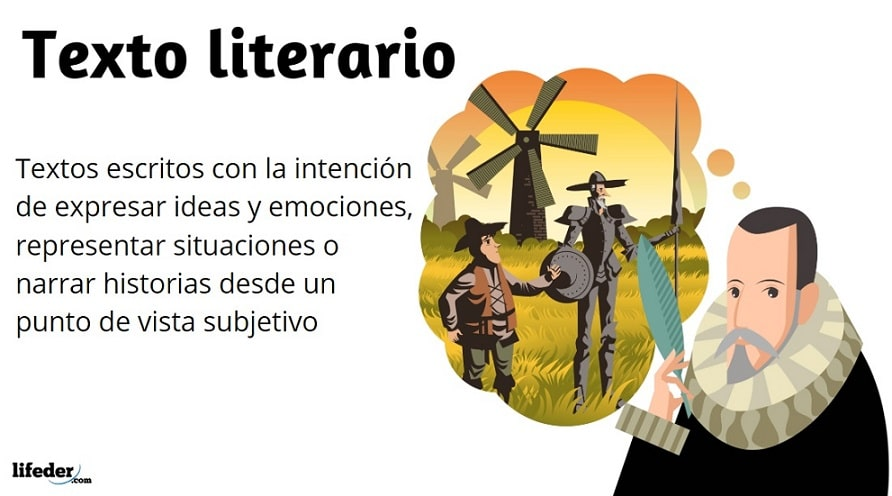 Texto literario
Textos escritos con la intención
de expresar ideas y emociones,
representar situaciones o
narrar historias desde un
punto de vista subjetivo
lifeder
.com